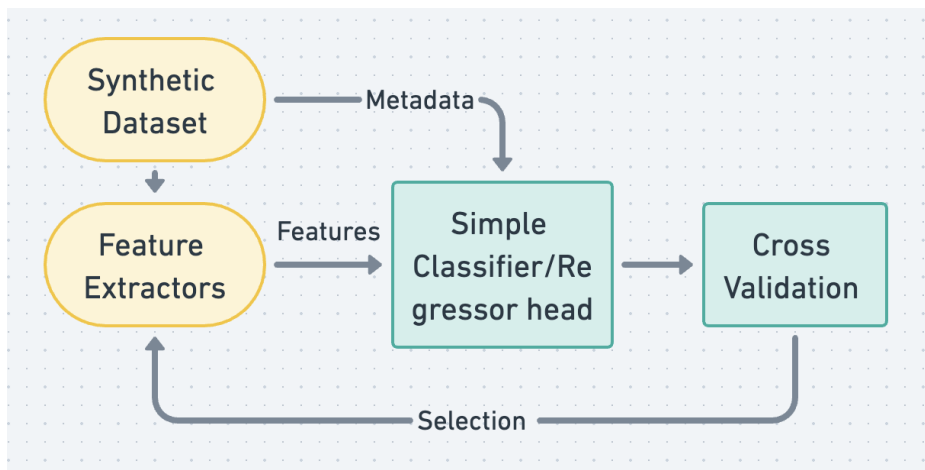 Synthetic
Dataset
Metadata
Feature
Extractors
Features
Simple
Classifier/Re
gressor head
Cross
Validation
Selection